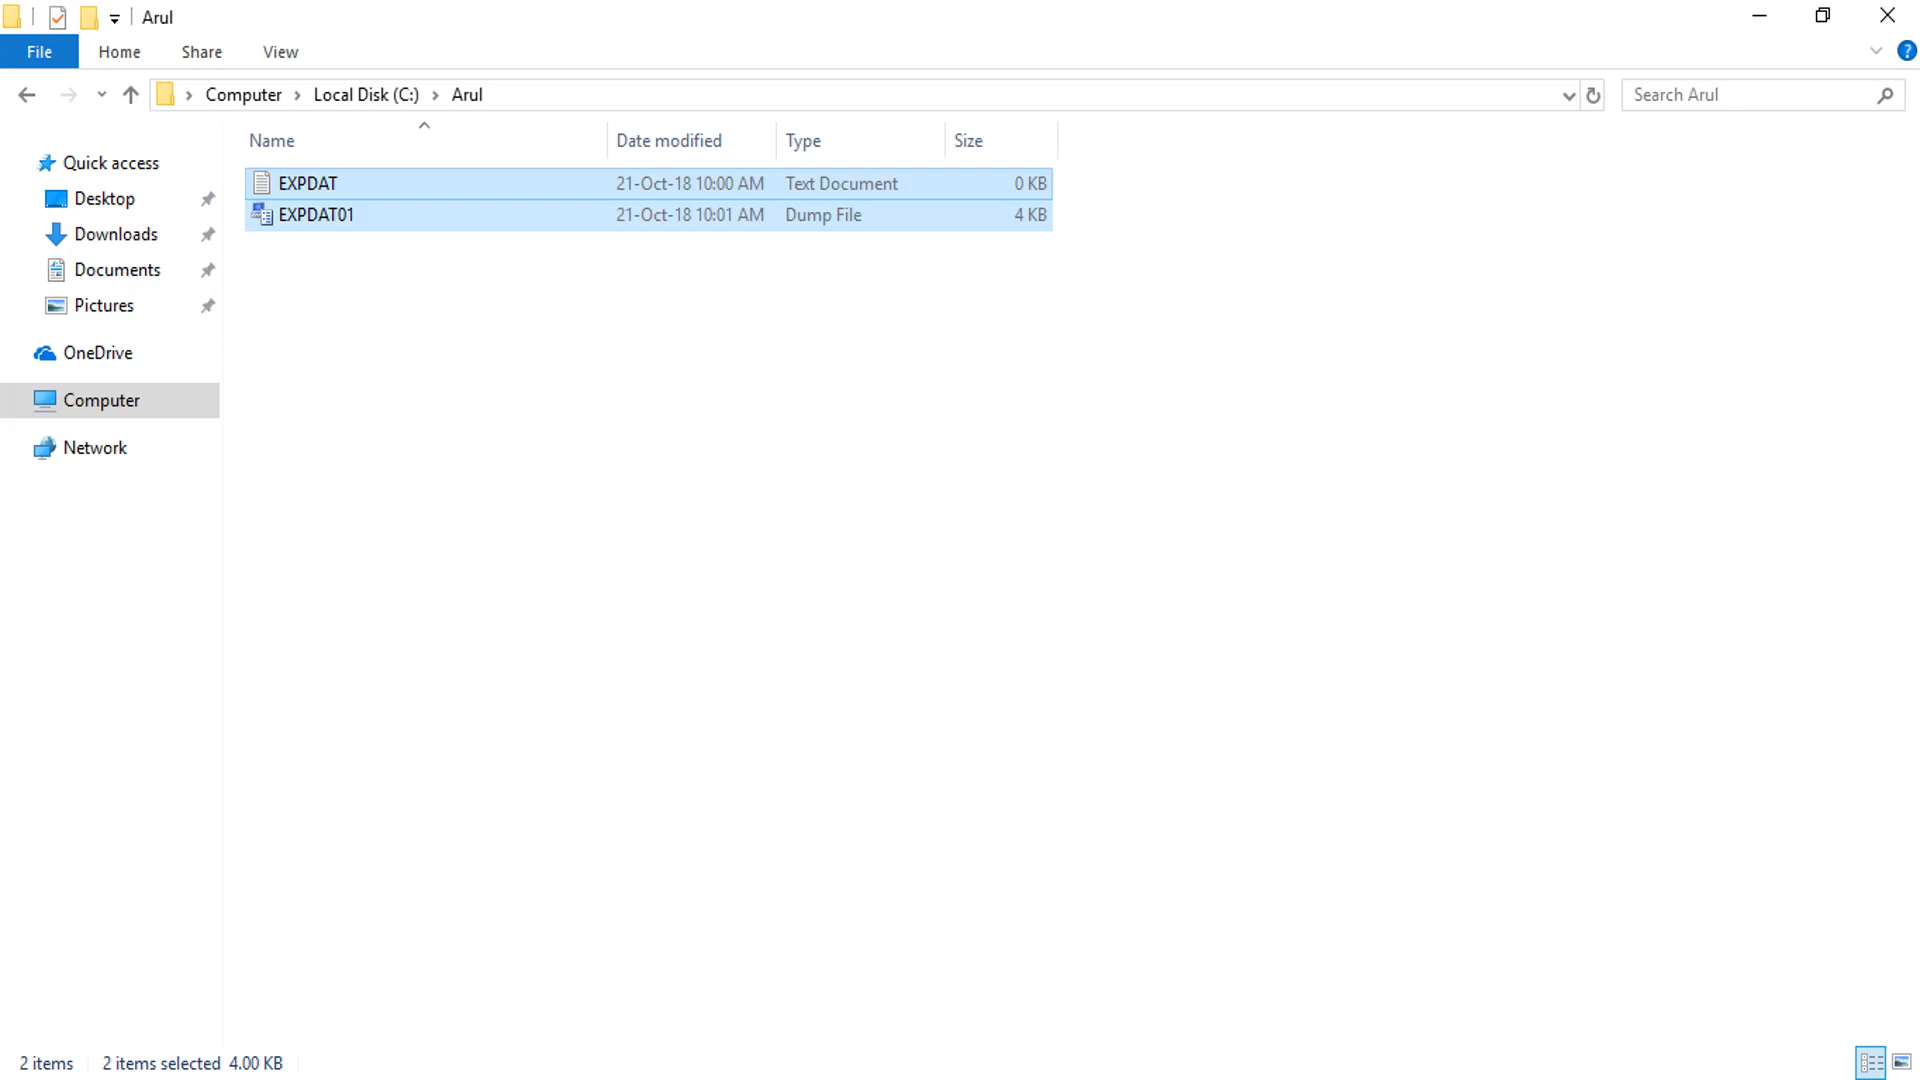 Arul
File Home Share View
Computer Local Disk (C:) Arul
Search Arul
Name Date modified Type Size
Quick access
Desktop
Downloads
Documents
Pictures
OneDrive
Computer
Network
EXPDAT 21-Oct-18 10:00 AM Text Document 0 KB
EXPDAT01 21-Oct-18 10:01 AM Dump File 4 KB
2 items 2 items selected 4.00 KB